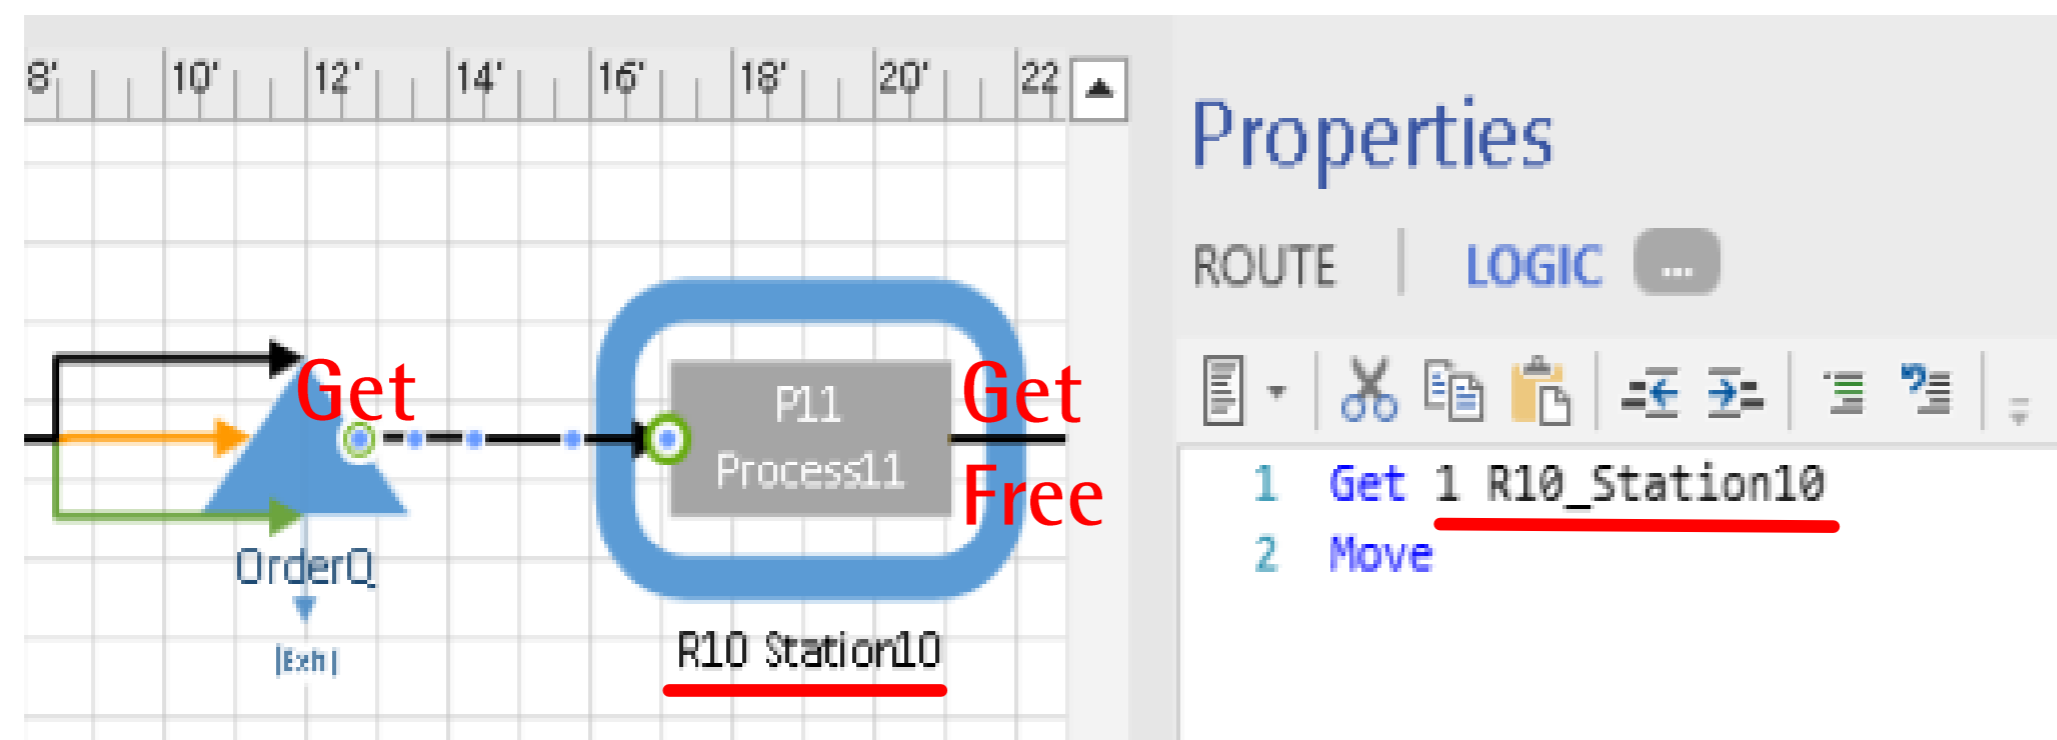 8' 10' 12' 14' 16' 18' 20' 22
Get
OrderQ
|Exh|
P11
Process11
Get
Free
R10 Station10
Properties
ROUTE | LOGIC ...
1 Get 1 R10_Station10
2 Move